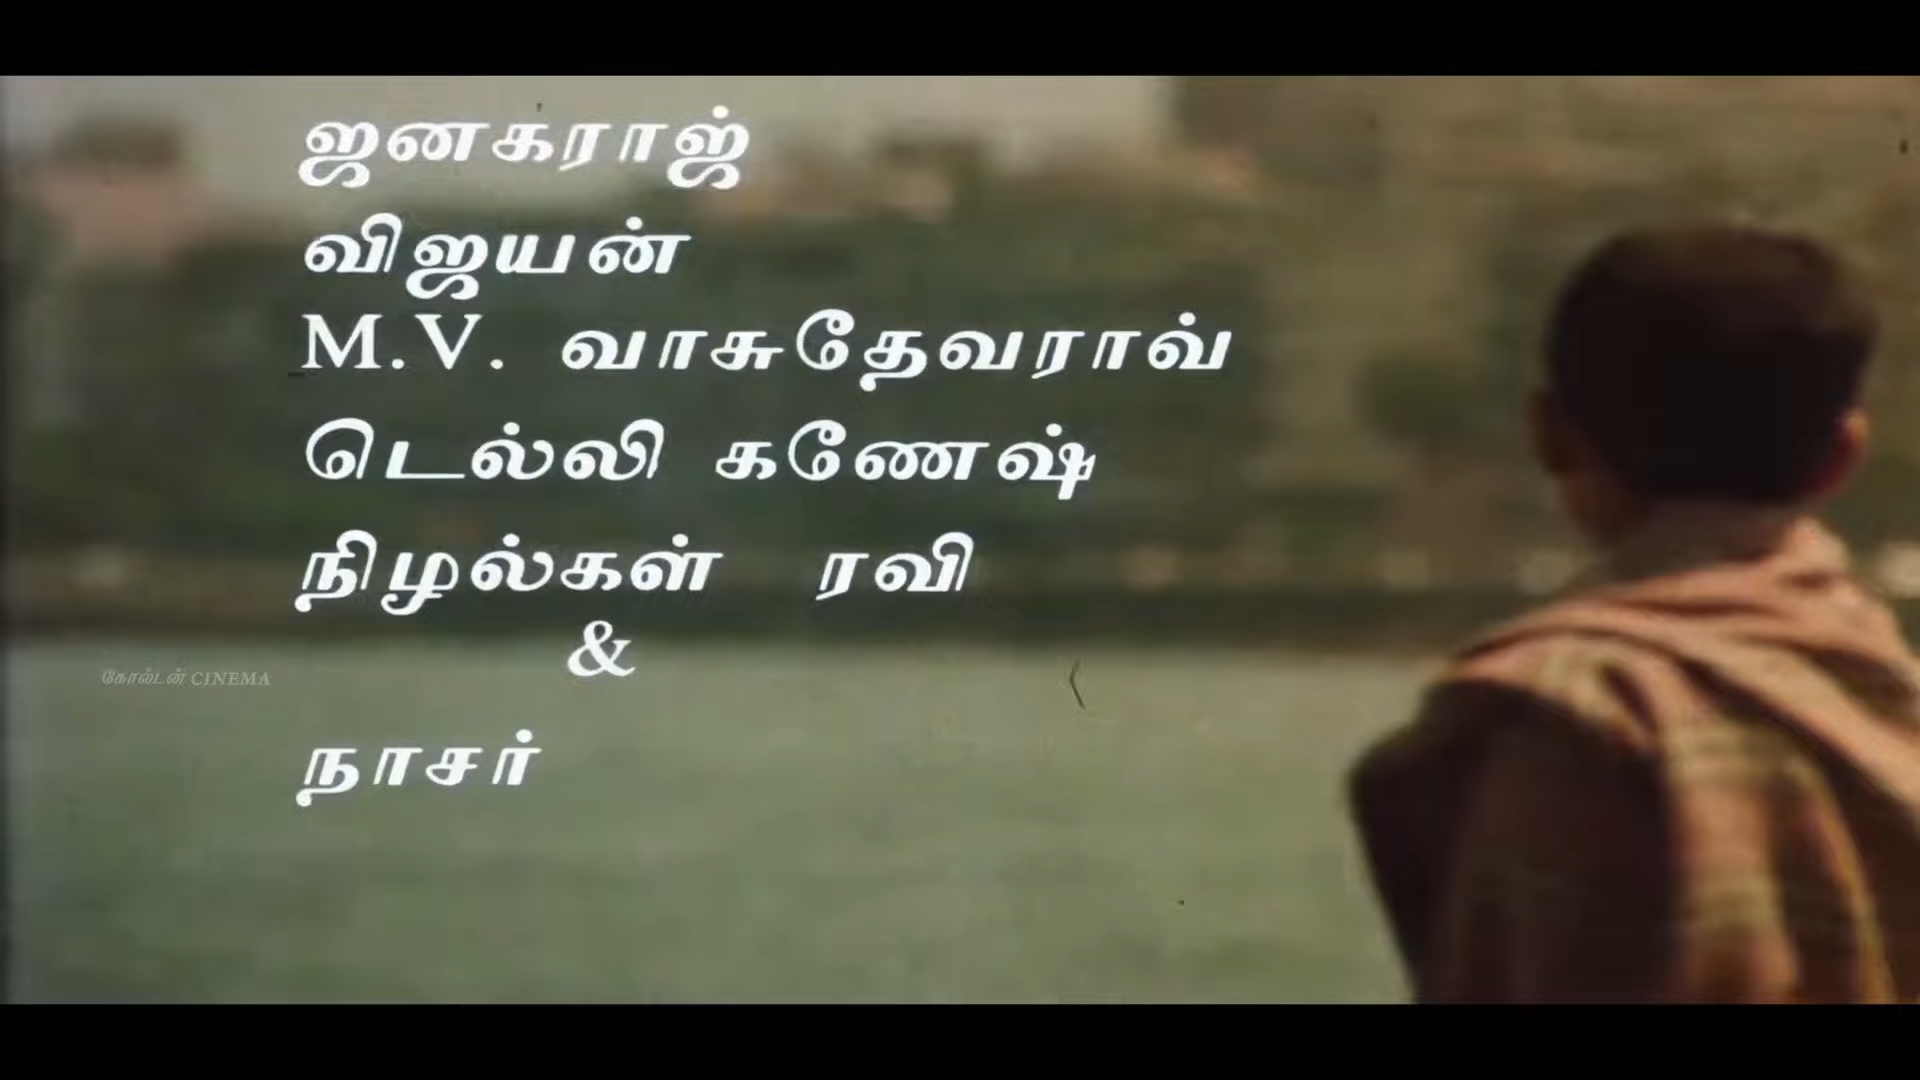 ஜனகராஜ்
விஜயன்
M.V. வாசுதேவராவ்
டெல்லி கணேஷ்
நிழல்கள் ரவி
&
கோல்டன் CINEMA
நாசர்